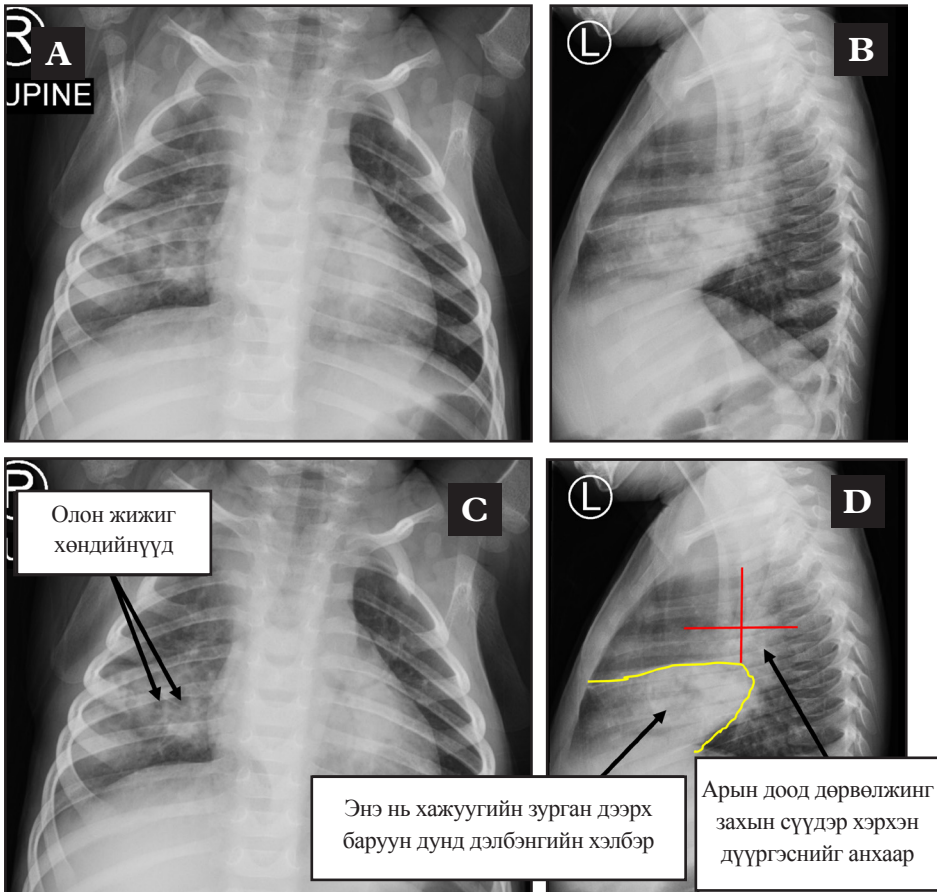 R
A
JPINE
L
B
Олон жижиг
хөндийнүүд
C
L
D
Энэ нь хажуугийн зурган дээрх
баруун дунд дэлбэнгийн хэлбэр
Арын доод дөрвөлжинг
захын сүүдэр хэрхэн
дүүргэснийг анхаар